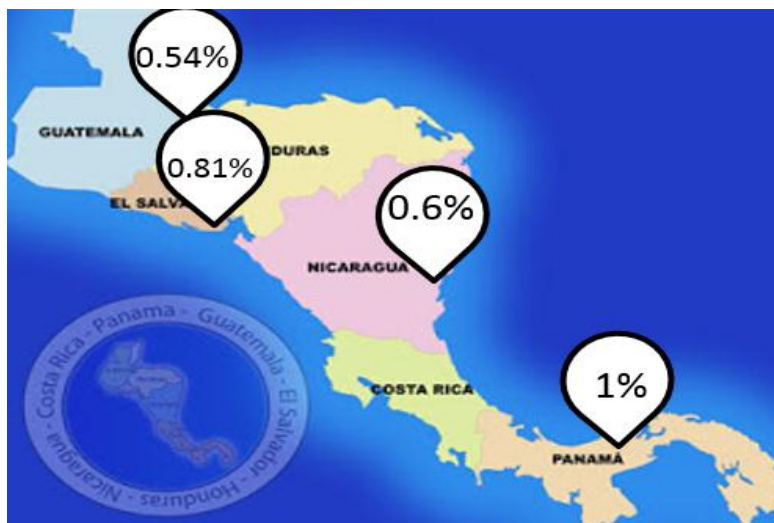 0.54%
GUATEMALA
0.81%
DURAS
EL SALVA
0.6%
NICARAGUA
1%
COSTA RICA
PANAMÁ
Costa Rica - Panama - Guatemala - El Salvador - Honduras - Nicaragua -